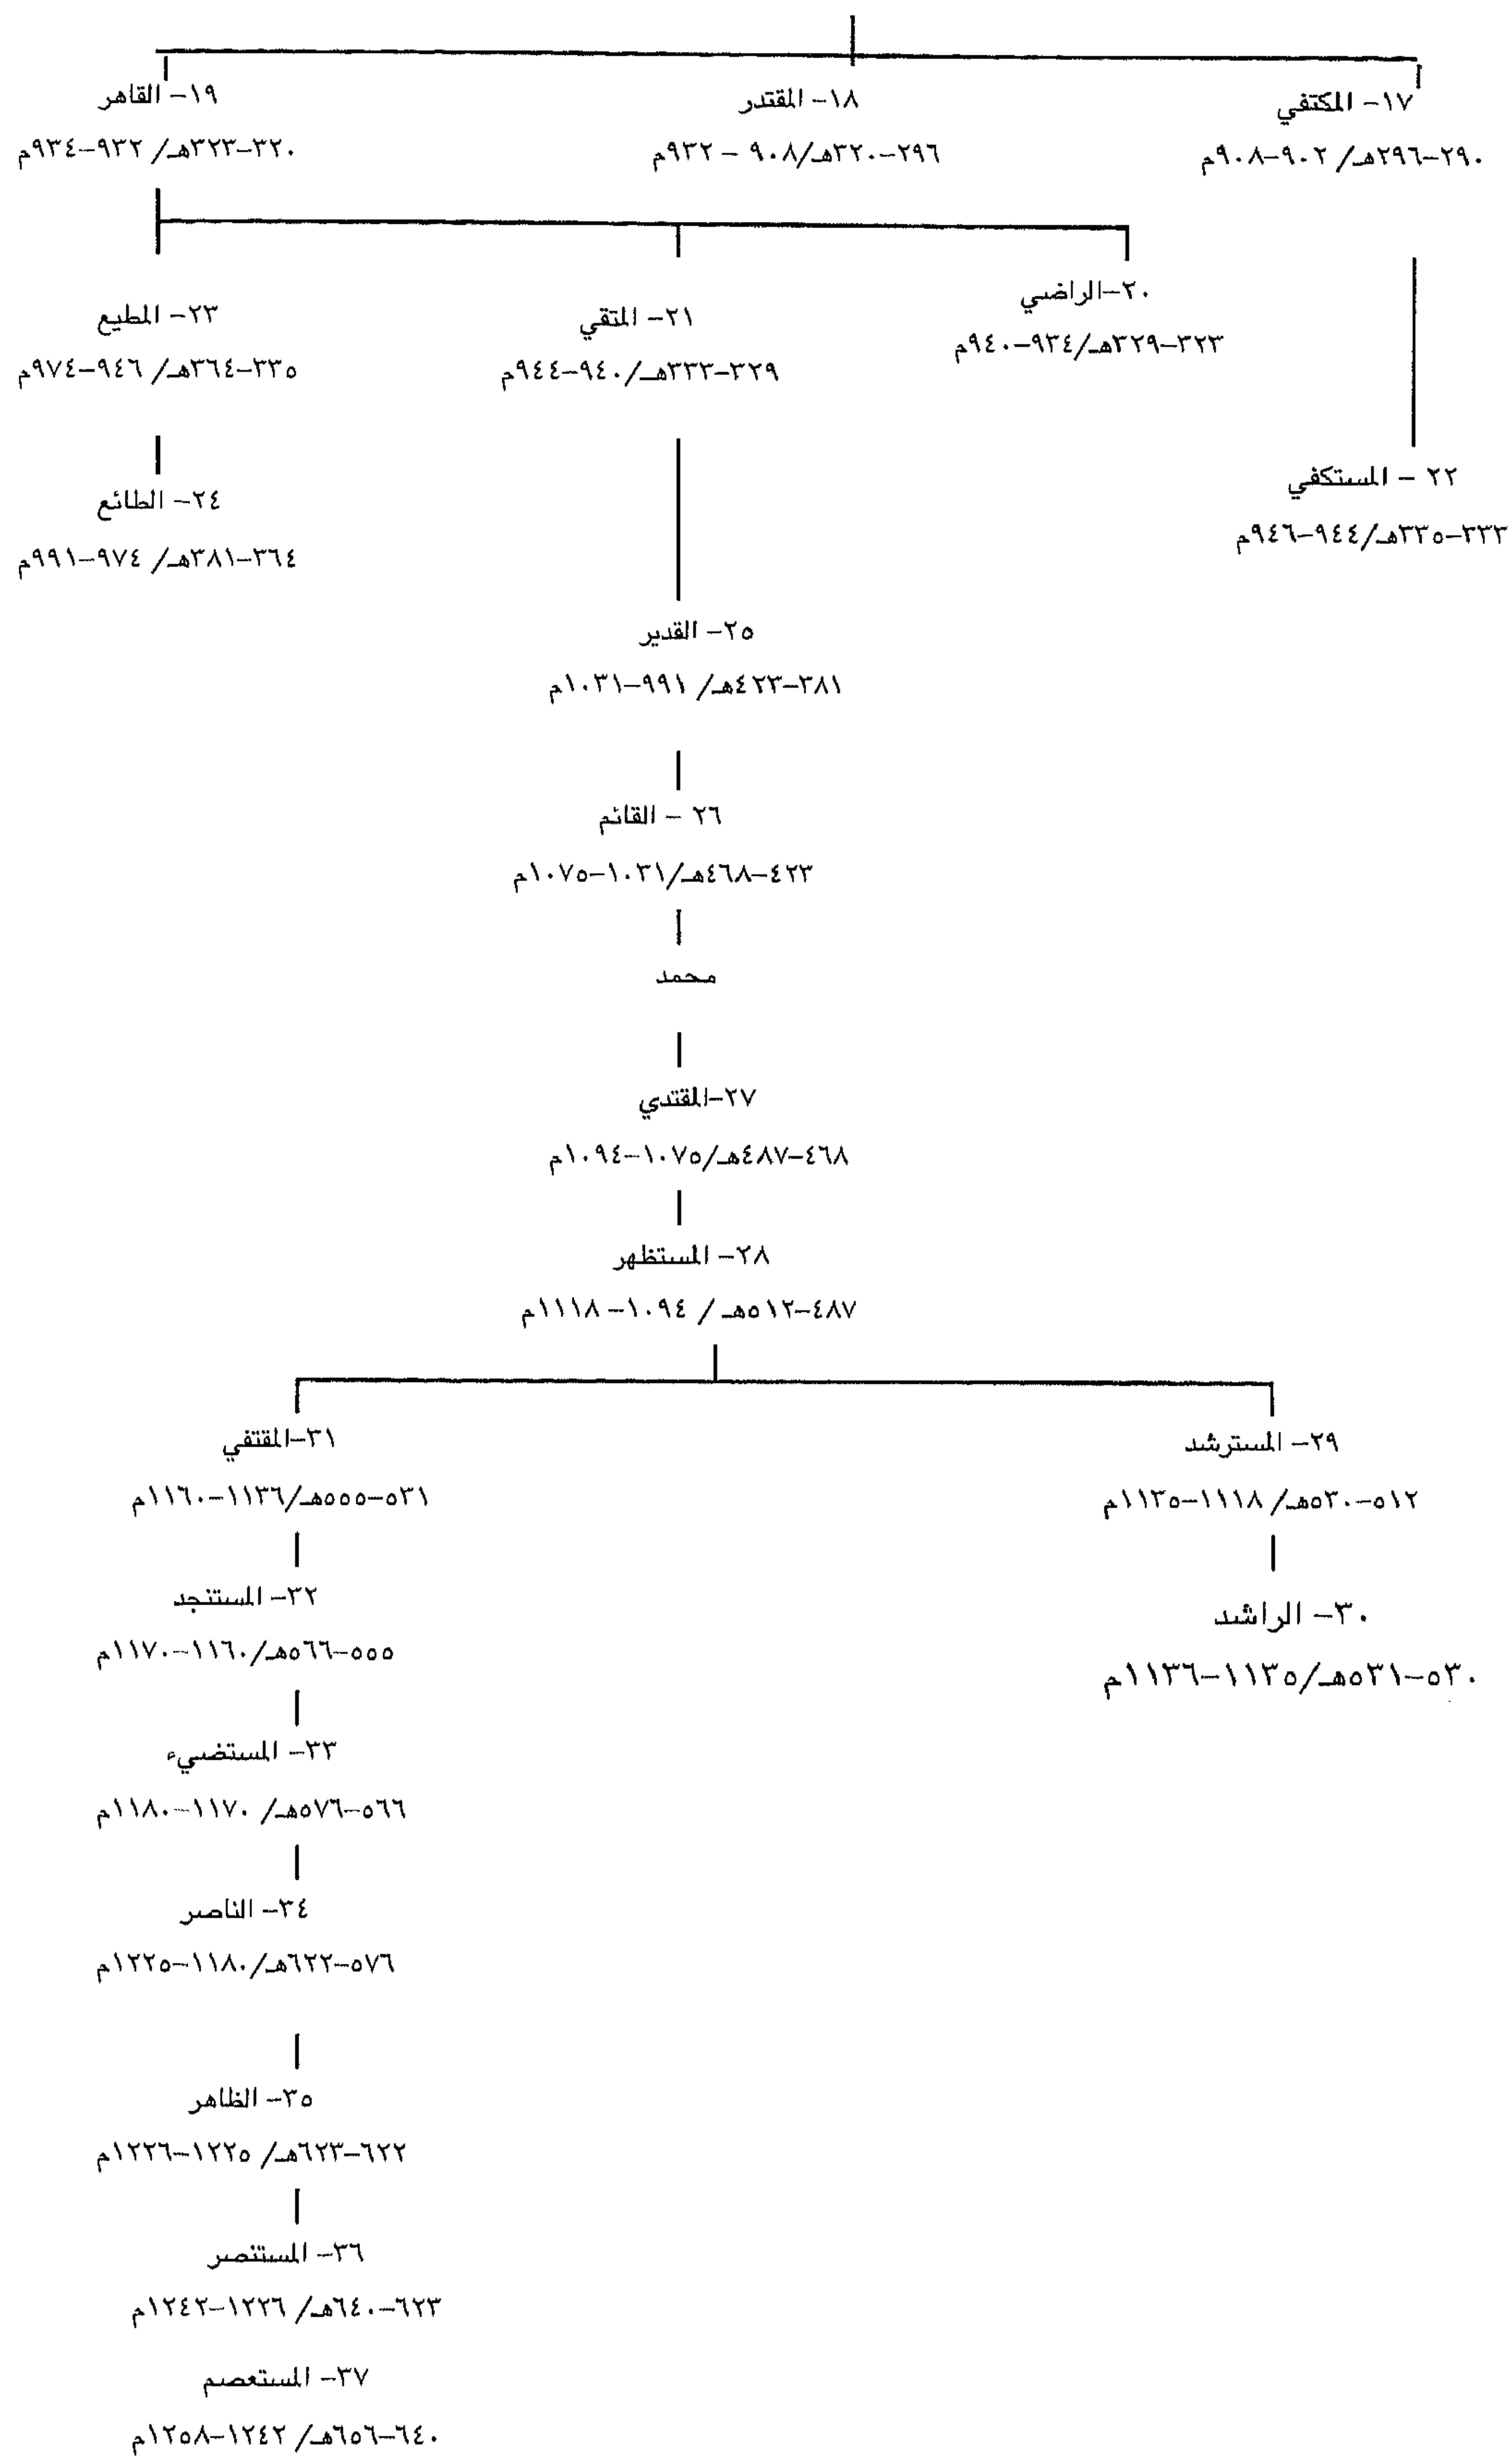 ١٧- المكتفي
٢٩٠-٢٩٦هـ/ ٩٠٢-٩٠٨م
١٨- المقتدر
٢٩٦-٣٢٠هـ/٩٠٨ - ٩٣٢م
١٩- القاهر
٣٢٠-٣٢٣هـ/ ٩٣٢-٩٣٤م
٢٠-الراضي
٣٢٣-٣٢٩هـ/٩٣٤-٩٤٠م
٢١- المتقي
٣٢٩-٣٣٣هـ/٩٤٠-٩٤٤م
٢٣- المطيع
٣٣٥-٣٦٤هـ/ ٩٤٦-٩٧٤م
٢٢ - المستكفي
٣٣٣-٣٣٥هـ/٩٤٤-٩٤٦م
٢٤- الطائع
٣٦٤-٣٨١هـ/ ٩٧٤-٩٩١م
٢٥- القدير
٣٨١-٤٢٣هـ/ ٩٩١-١٠٣١م
٢٦ - القائم
٤٢٣-٤٦٨هـ/١٠٣١-١٠٧٥م
محمد
٢٧-المقتدي
٤٦٨-٤٨٧هـ/١٠٧٥-١٠٩٤م
٢٨- المستظهر
٤٨٧-٥١٢هـ/ ١٠٩٤-١١١٨م
٢٩- المسترشد
٥١٢-٥٣٠هـ/ ١١١٨-١١٣٥م
٣٠- الراشد
٥٣٠-٥٣١هـ/١١٣٥-١١٣٦م
٣١-المقتفي
٥٣١-٥٥٥هـ/١١٣٦-١١٦٠م
٣٢- المستنجد
٥٥٥-٥٦٦هـ/١١٦٠-١١٧٠م
٣٣- المستضيء
٥٦٦-٥٧٦هـ/ ١١٧٠-١١٨٠م
٣٤- الناصر
٥٧٦-٦٢٢هـ/١١٨٠-١٢٢٥م
٣٥- الظاهر
٦٢٢-٦٢٣هـ/ ١٢٢٥-١٢٢٦م
٣٦- المستنصر
٦٢٣-٦٤٠هـ/ ١٢٢٦-١٢٤٢م
٣٧- المستعصم
٦٤٠-٦٥٦هـ/ ١٢٤٢-١٢٥٨م